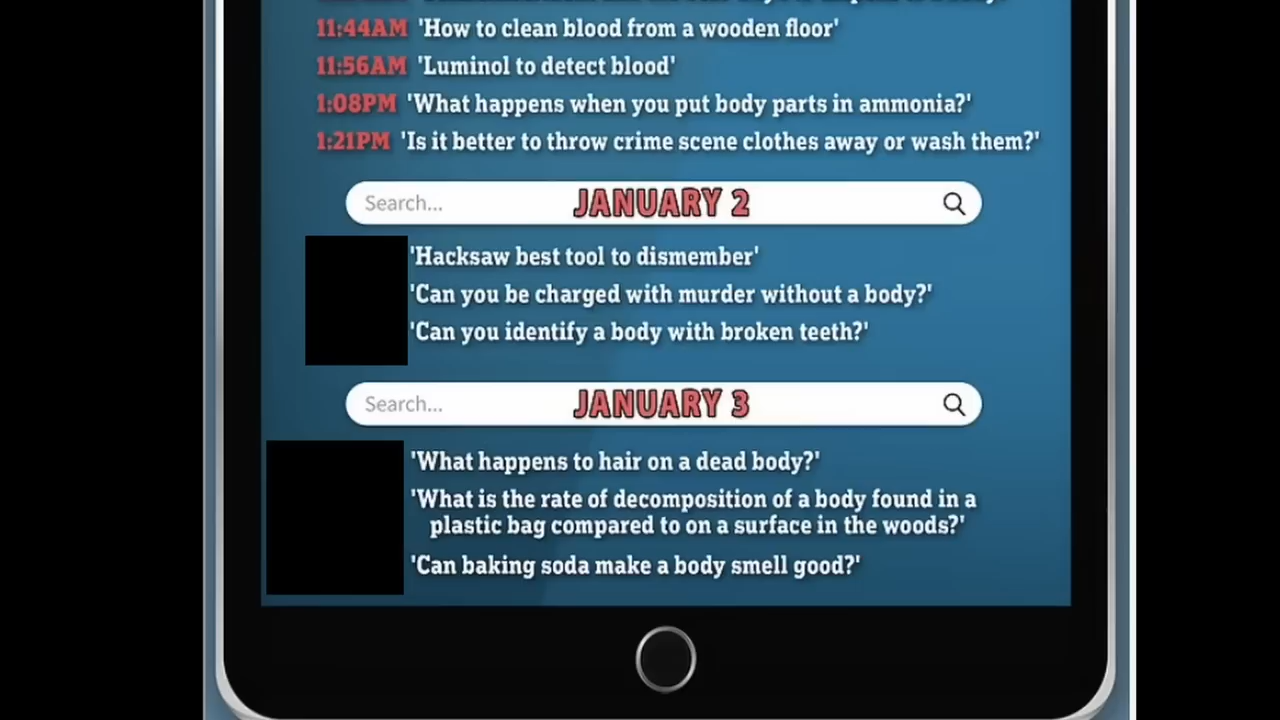 11:44AM 'How to clean blood from a wooden floor'
11:56AM 'Luminol to detect blood'
1:08PM 'What happens when you put body parts in ammonia?'
1:21PM 'Is it better to throw crime scene clothes away or wash them?'
Search... JANUARY 2
'Hacksaw best tool to dismember'
'Can you be charged with murder without a body?'
'Can you identify a body with broken teeth?'
Search... JANUARY 3
'What happens to hair on a dead body?'
'What is the rate of decomposition of a body found in a
plastic bag compared to on a surface in the woods?'
'Can baking soda make a body smell good?'